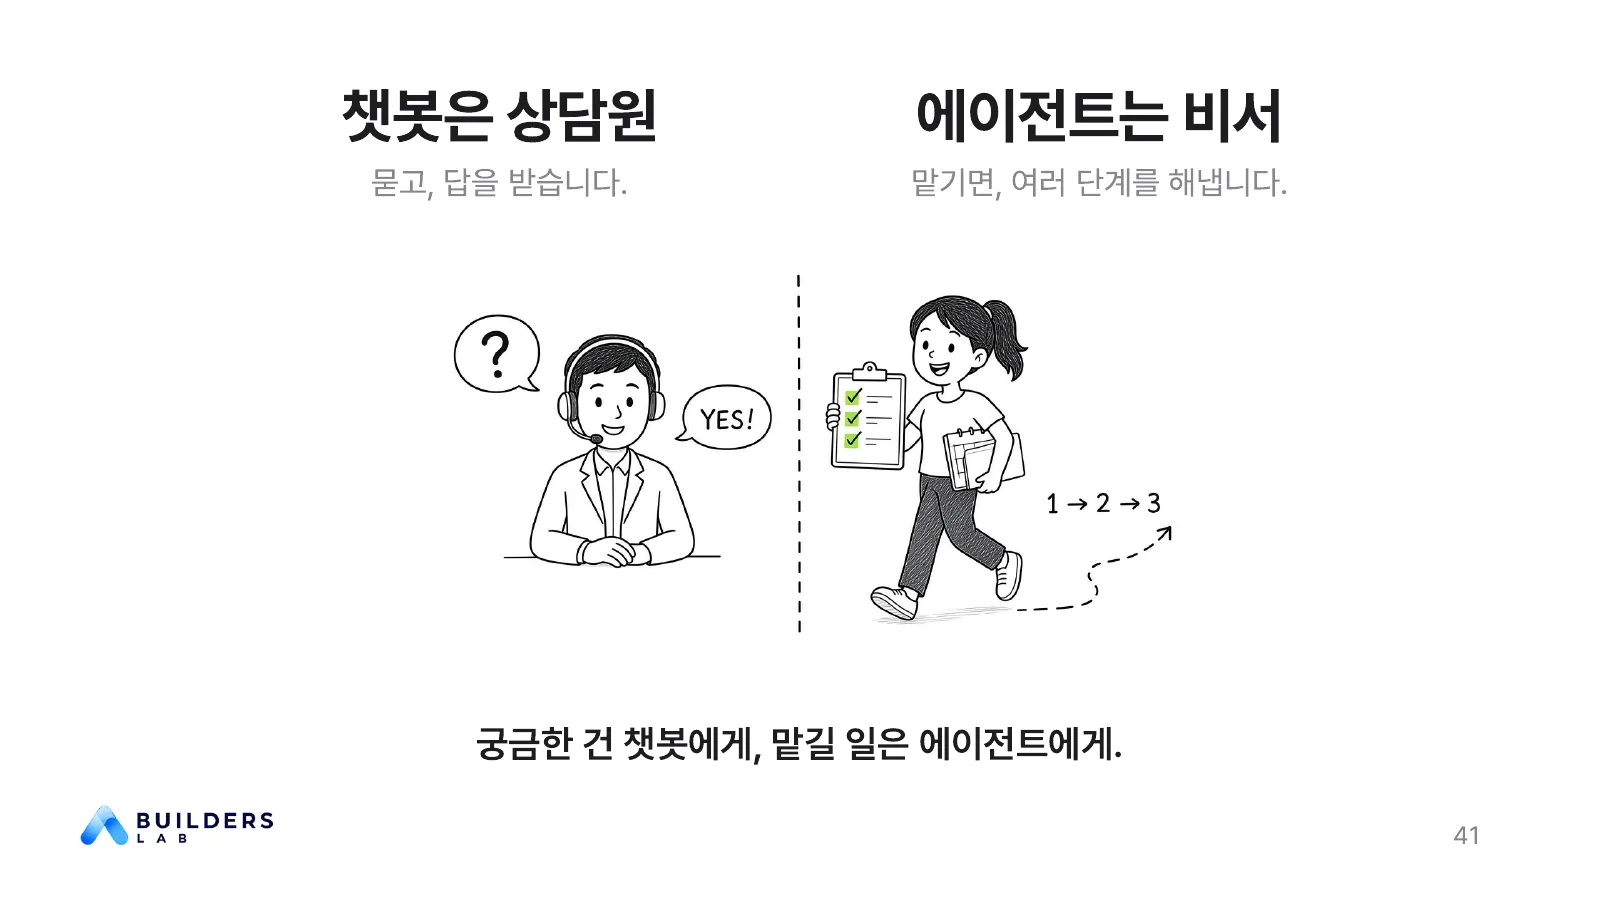 챗봇은 상담원
묻고, 답을 받습니다.
에이전트는 비서
맡기면, 여러 단계를 해냅니다.
?
YES!
1 → 2 → 3
궁금한 건 챗봇에게, 맡길 일은 에이전트에게.
BUILDERS
LAB
41